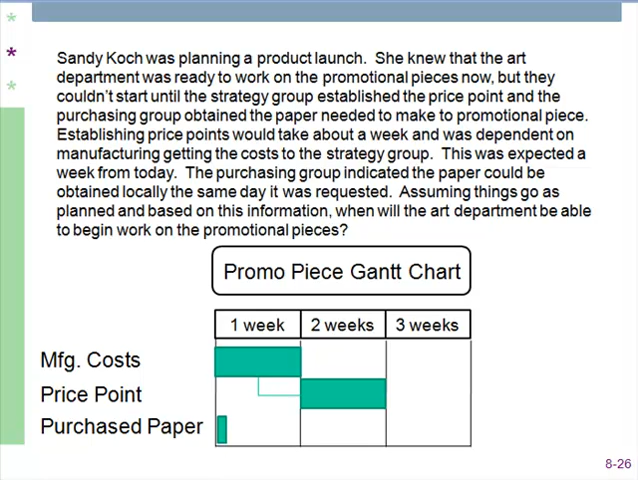 *
*
*
Sandy Koch was planning a product launch. She knew that the art
department was ready to work on the promotional pieces now, but they
couldn't start until the strategy group established the price point and the
purchasing group obtained the paper needed to make to promotional piece.
Establishing price points would take about a week and was dependent on
manufacturing getting the costs to the strategy group. This was expected a
week from today. The purchasing group indicated the paper could be
obtained locally the same day it was requested. Assuming things go as
planned and based on this information, when will the art department be able
to begin work on the promotional pieces?
Promo Piece Gantt Chart
1 week 2 weeks 3 weeks
Mfg. Costs
Price Point
Purchased Paper
8-26